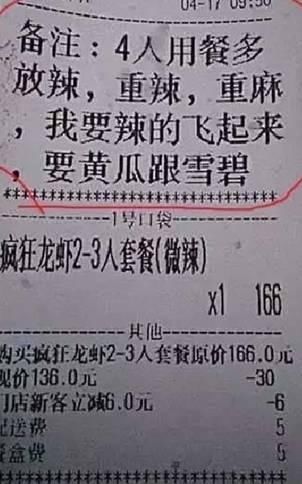 04-17 09:50
备注：4人用餐多
放辣，重辣，重麻
，我要辣的飞起来
，要黄瓜跟雪碧
******************************
1号口袋
疯狂龙虾2-3人套餐(微辣)
x1 166
其他
购买疯狂龙虾2-3人套餐原价166.0元
现价136.0元 -30
门店新客立减6.0元 -6
配送费 5
餐盒费 5